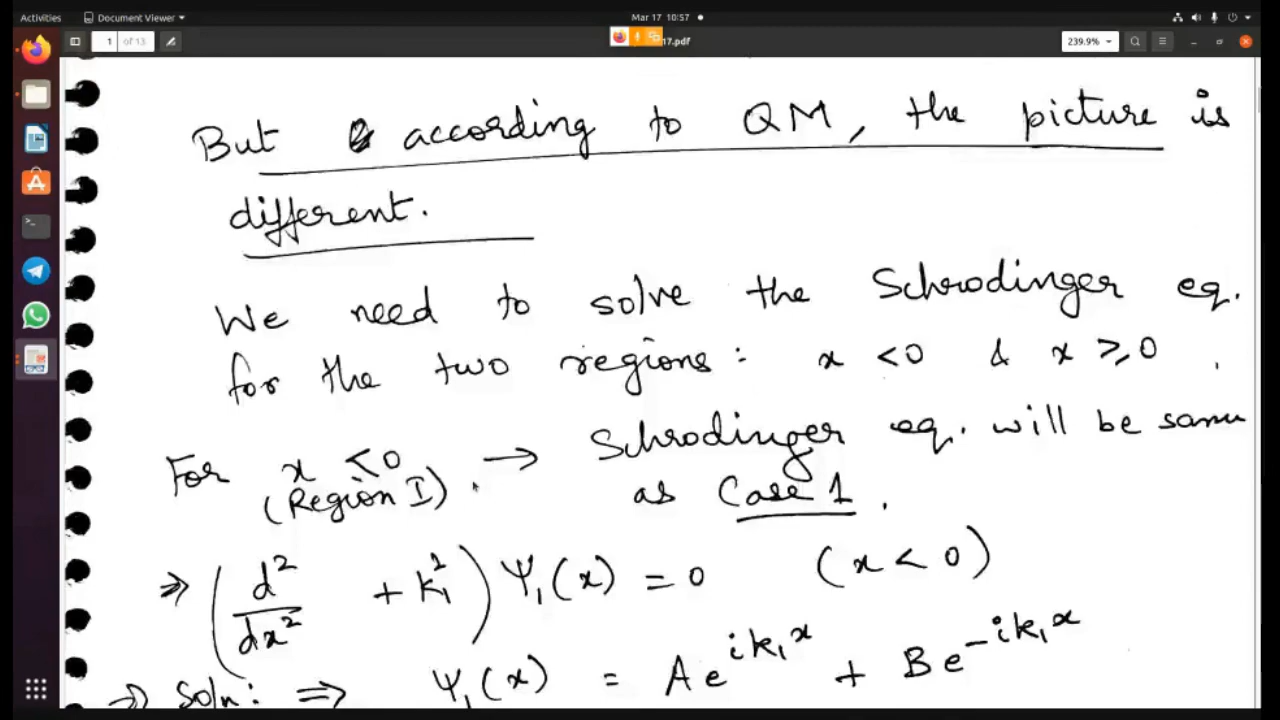 Activities Document Viewer Mar 17 10:57
1 of 13 17.pdf 239.9%
But according to QM, the picture is
different.
We need to solve the Schrodinger eq.
for the two regions: x < 0 & x ≥ 0.
For x < 0 → Schrodinger eq. will be same
(Region I) as Case 1.
⇒ (d²/dx² + k₁²) Ψ₁(x) = 0 (x < 0)
⇒ Soln: ⇒ Ψ₁(x) = A e^{ik₁x} + B e^{-ik₁x}